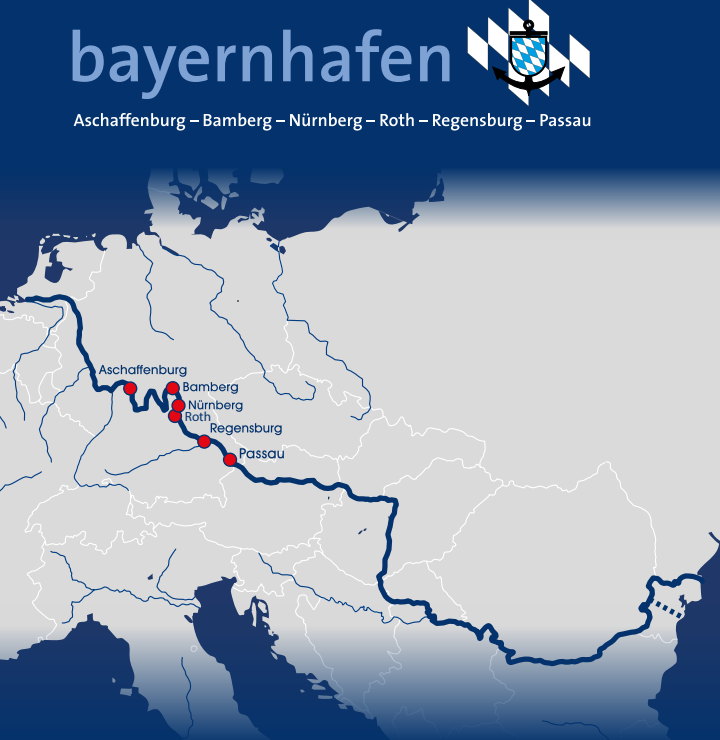 bayernhafen
Aschaffenburg – Bamberg – Nürnberg – Roth – Regensburg – Passau
Aschaffenburg
Bamberg
Nürnberg
Roth
Regensburg
Passau